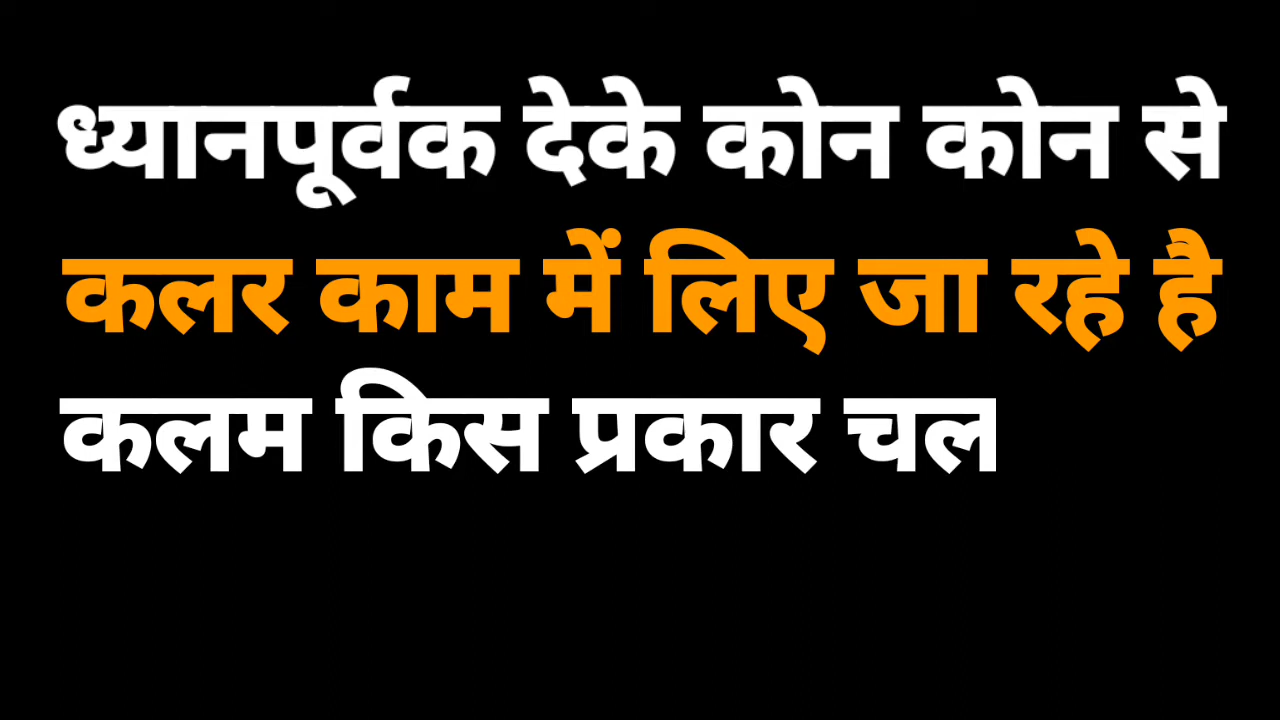 ध्यानपूर्वक देके कोन कोन से
कलर काम में लिए जा रहे है
कलम किस प्रकार चल